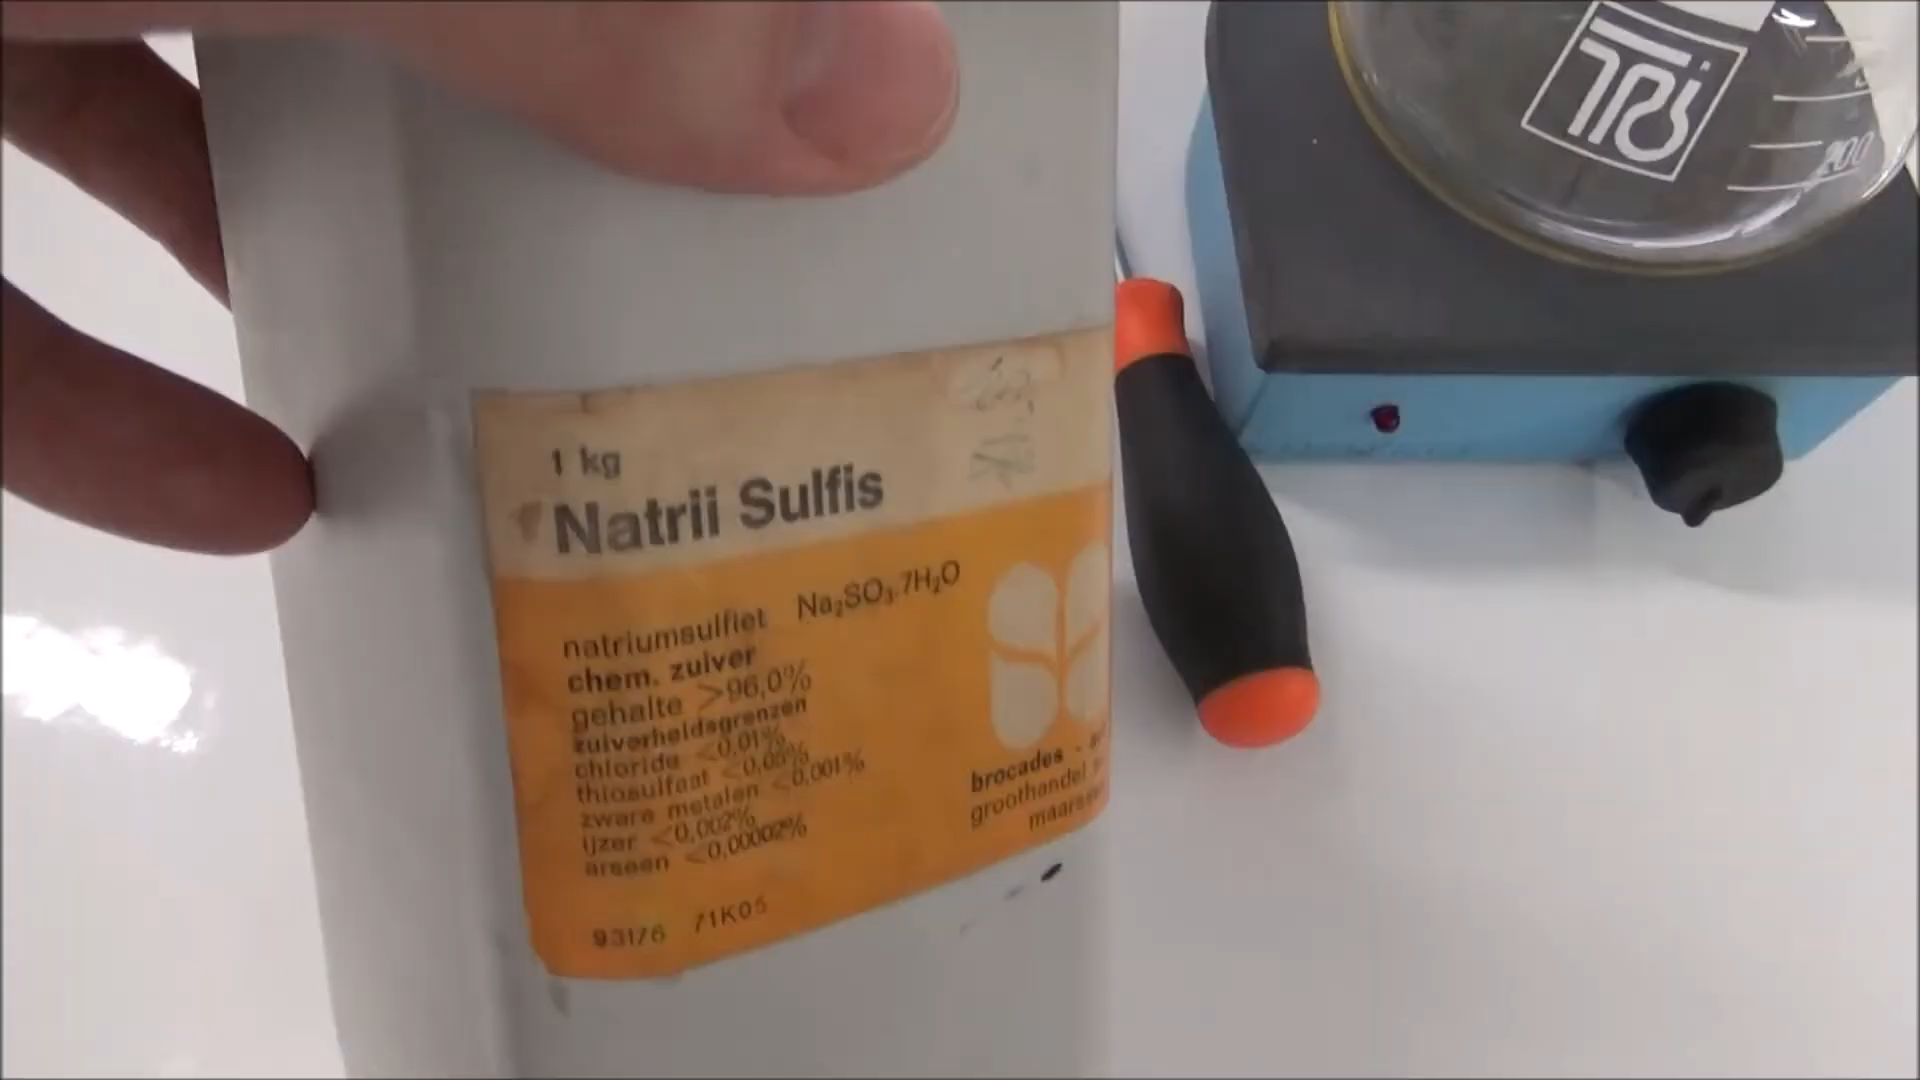 1 kg
Natrii Sulfis
natriumsulfiet Na₂SO₃.7H₂O
chem. zuiver
gehalte >96,0%
zuiverheidsgrenzen
chloride <0,01%
thiosulfaat <0,05%
zware metalen <0,001%
ijzer <0,002%
arseen <0,00002%
93176 71K05
brocades -
groothandel
200